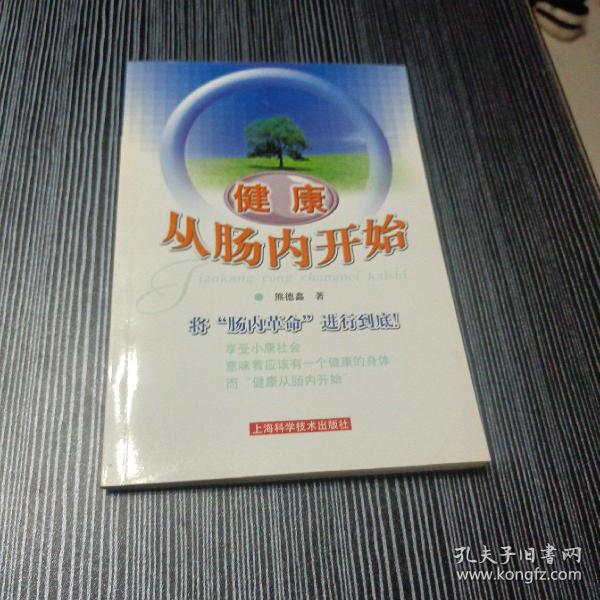 健康
从肠内开始
Jiankang cong changnei kaishi
熊德鑫 著
将“肠内革命”进行到底！
享受小康社会
意味着应该有一个健康的身体
而“健康从肠内开始”
上海科学技术出版社
孔夫子旧书网
www.kongfz.com